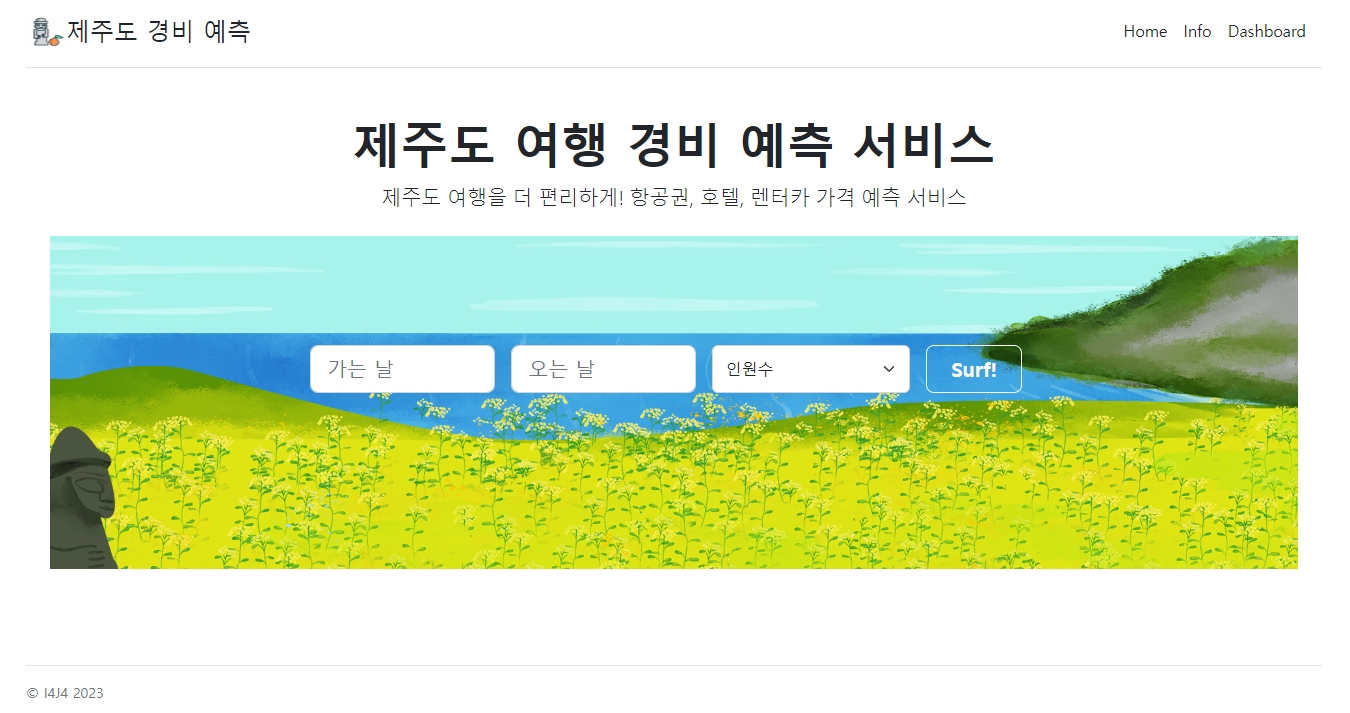 제주도 경비 예측
Home Info Dashboard
제주도 여행 경비 예측 서비스
제주도 여행을 더 편리하게! 항공권, 호텔, 렌터카 가격 예측 서비스
가는 날 오는 날 인원수 Surf!
© I4J4 2023